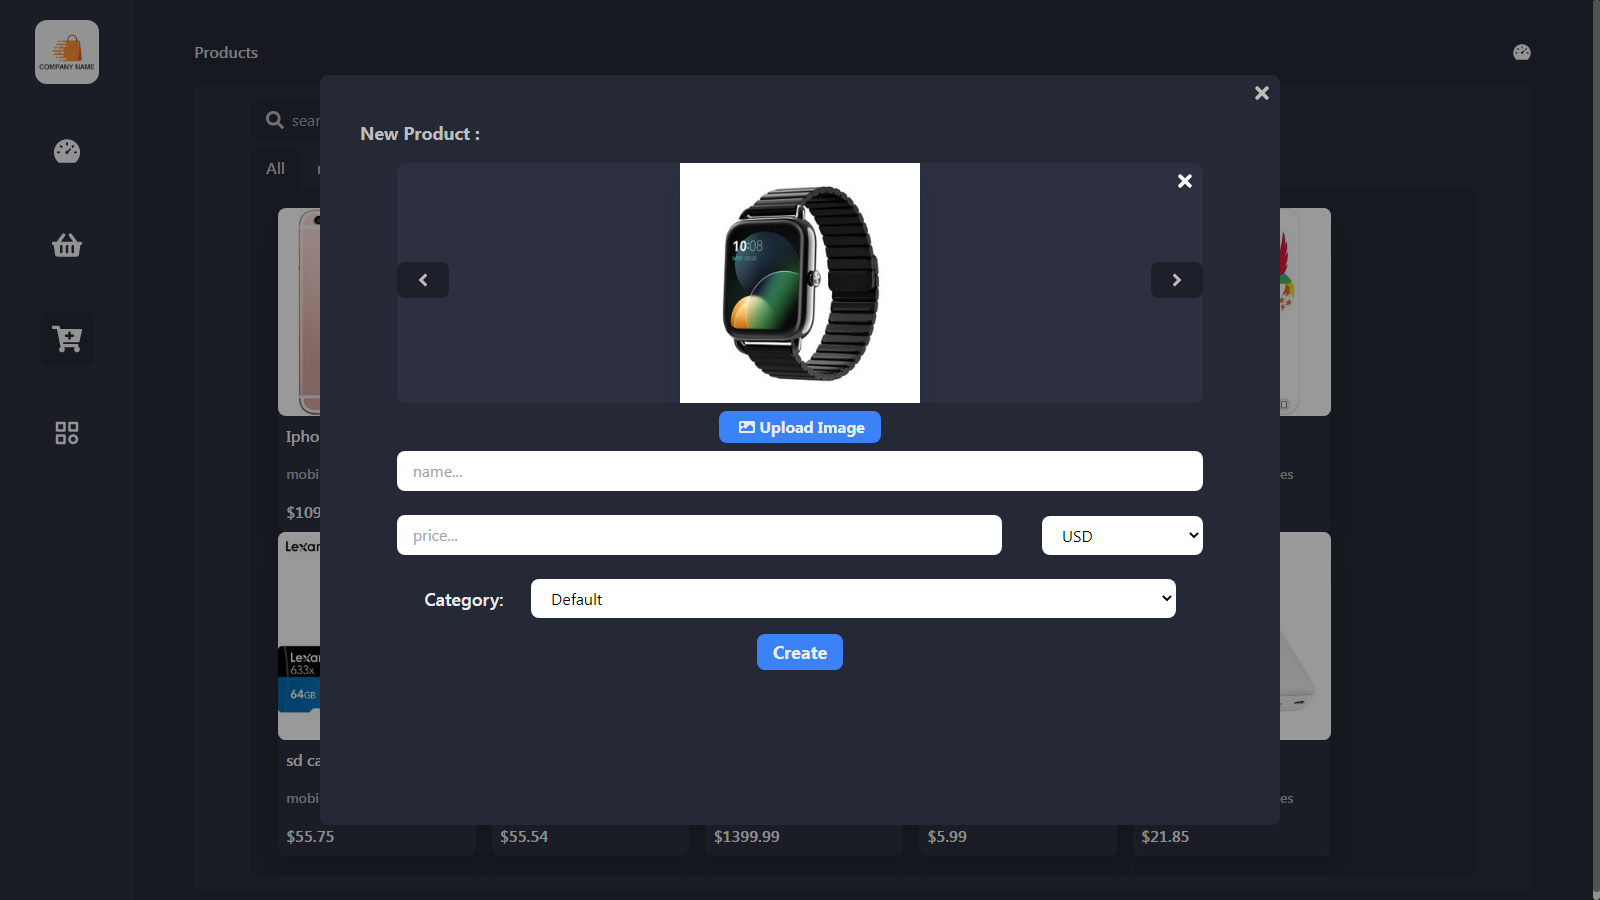 COMPANY NAME
Products
sear
All
New Product :
10:08
Upload Image
name...
price...
USD
Category:
Default
Create
Ipho
mobi
$109
es
Lexar
Lexar
633x
64GB
sd ca
mobi
es
$55.75
$55.54
$1399.99
$5.99
$21.85